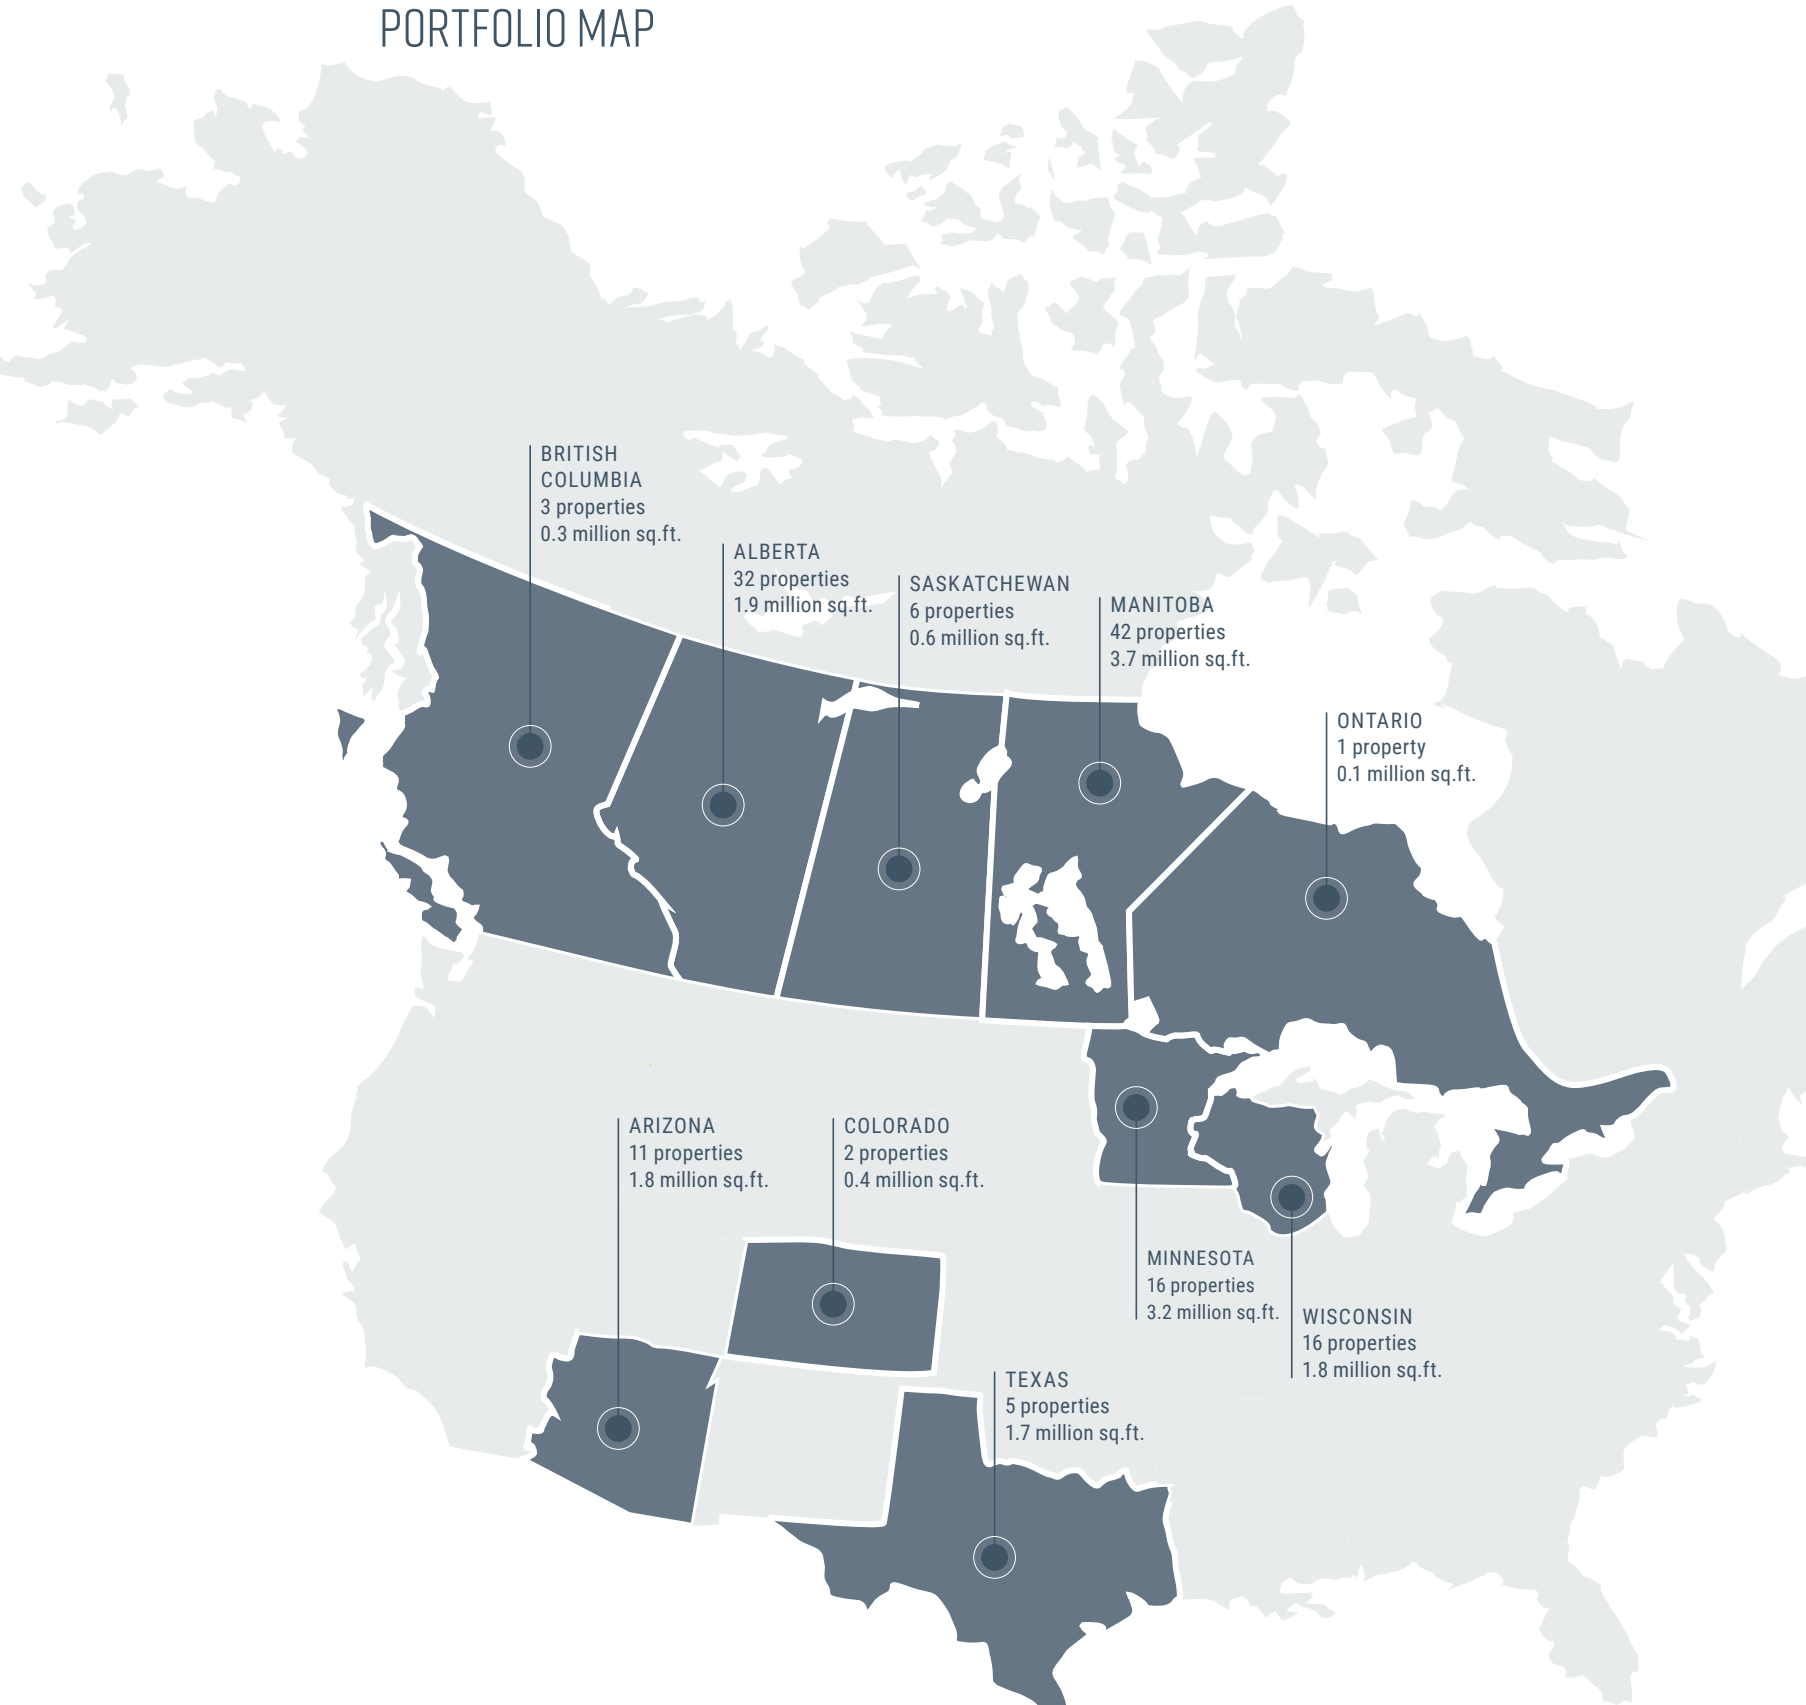 PORTFOLIO MAP
BRITISH
COLUMBIA
3 properties
0.3 million sq.ft.
ALBERTA
32 properties
1.9 million sq.ft.
SASKATCHEWAN
6 properties
0.6 million sq.ft.
MANITOBA
42 properties
3.7 million sq.ft.
ONTARIO
1 property
0.1 million sq.ft.
ARIZONA
11 properties
1.8 million sq.ft.
COLORADO
2 properties
0.4 million sq.ft.
MINNESOTA
16 properties
3.2 million sq.ft.
WISCONSIN
16 properties
1.8 million sq.ft.
TEXAS
5 properties
1.7 million sq.ft.